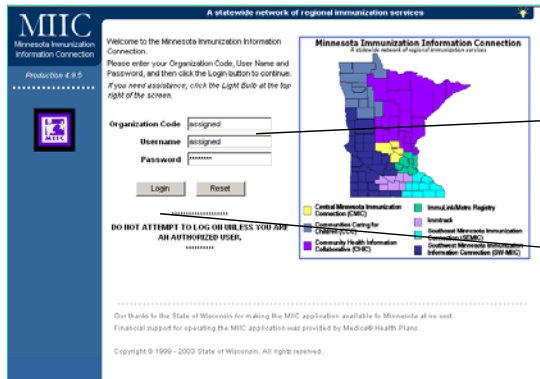 MIIC
Minnesota Immunization
Information Connection
Production 4.9.5
MIIC
A statewide network of regional immunization services
Welcome to the Minnesota Immunization Information
Connection.
Please enter your Organization Code, User Name and
Password, and then click the Login button to continue.
If you need assistance, click the Light Bulb at the top
right of the screen.
Organization Code assigned
Username assigned
Password ********
Login Reset
********************
DO NOT ATTEMPT TO LOG ON UNLESS YOU ARE
AN AUTHORIZED USER.
**********
Minnesota Immunization Information Connection
A statewide network of regional immunization services
Central Minnesota Immunization
Connection (CMIC)
Communities Caring for
Children (CCC)
Community Health Information
Collaborative (CHIC)
ImmuLink/Metro Registry
Immtrack
Southeast Minnesota Immunization
Connection (SEMIC)
Southwest Minnesota Immunization
Information Connection (SW-MIIC)
Our thanks to the State of Wisconsin for making the MIIC application available to Minnesota at no cost.
Financial support for operating the MIIC application was provided by Medica® Health Plans.
Copyright © 1999 - 2003 State of Wisconsin. All rights reserved.